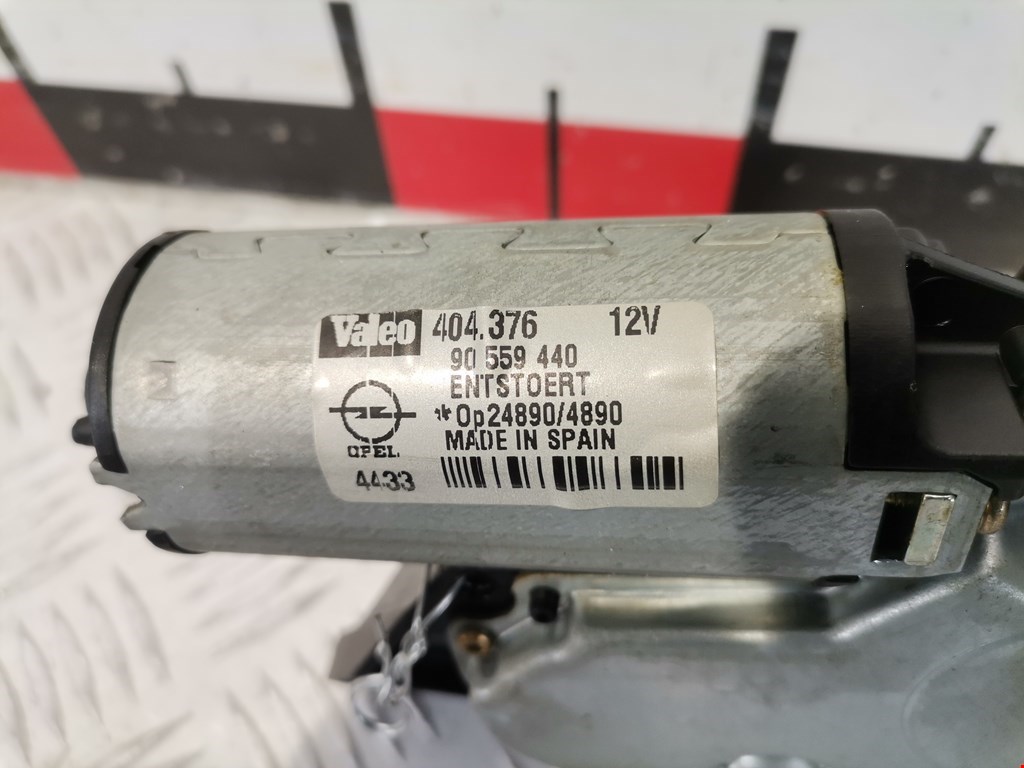 Valeo 404.376 12V
90 559 440
ENTSTOERT
*Op24890/4890
OPEL MADE IN SPAIN
4433